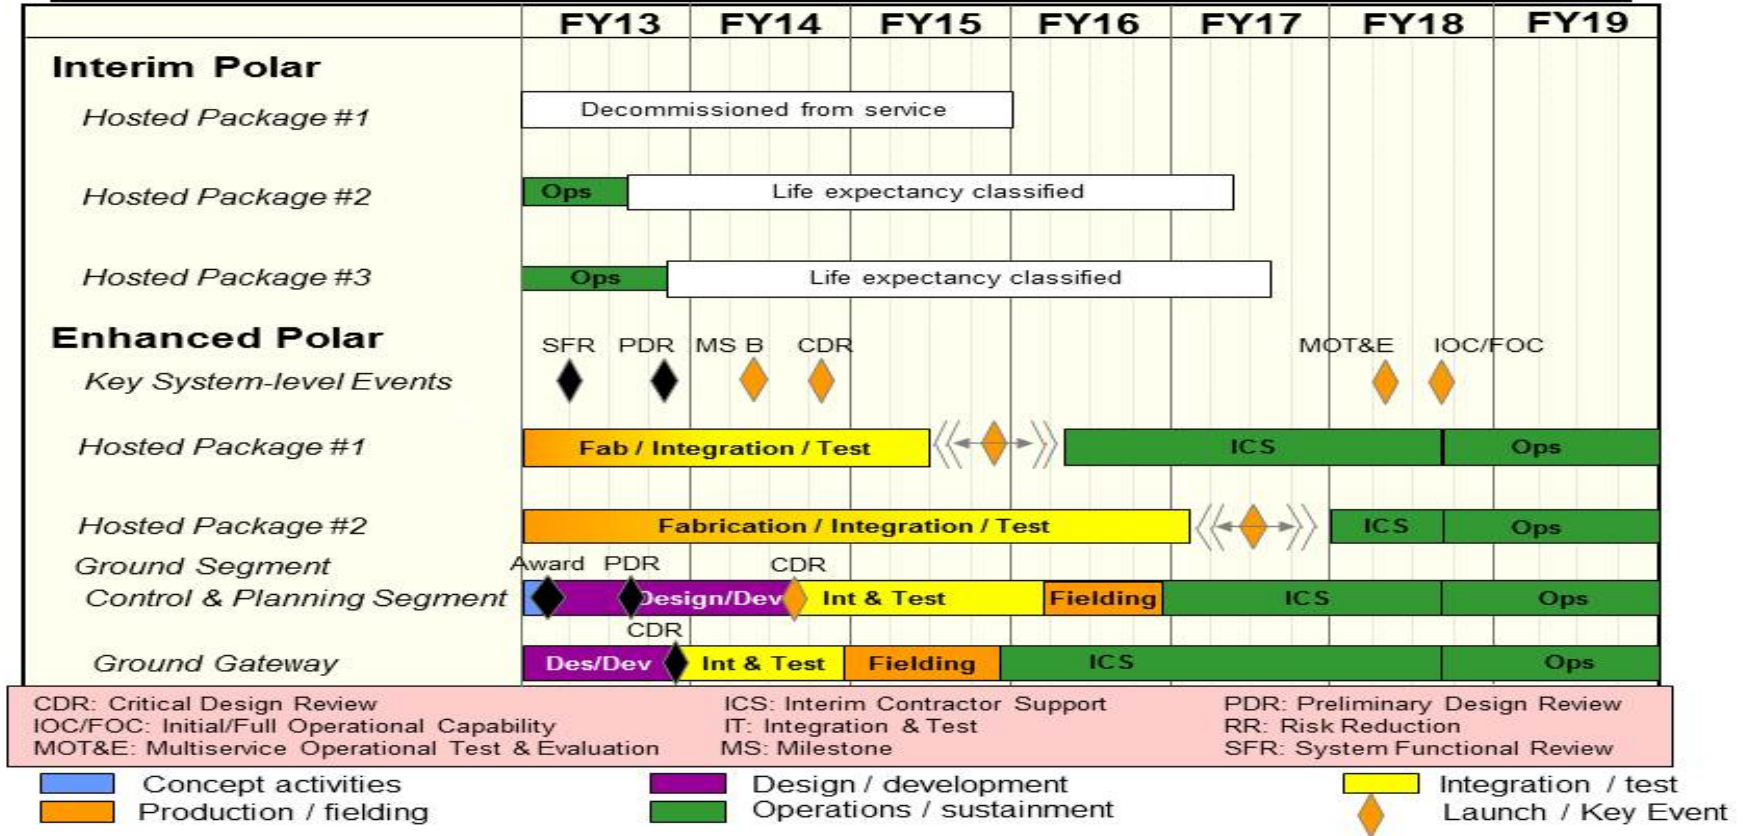 FY13 FY14 FY15 FY16 FY17 FY18 FY19
Interim Polar
Hosted Package #1
Decommissioned from service
Hosted Package #2
Ops
Life expectancy classified
Hosted Package #3
Ops
Life expectancy classified
Enhanced Polar
SFR PDR MS B CDR MOT&E IOC/FOC
Key System-level Events
Hosted Package #1
Fab / Integration / Test
ICS
Ops
Hosted Package #2
Fabrication / Integration / Test
ICS
Ops
Ground Segment
Award PDR CDR
Control & Planning Segment
Design/Dev
Int & Test
Fielding
ICS
Ops
CDR
Ground Gateway
Des/Dev
Int & Test
Fielding
ICS
Ops
CDR: Critical Design Review
ICS: Interim Contractor Support
PDR: Preliminary Design Review
IOC/FOC: Initial/Full Operational Capability
IT: Integration & Test
RR: Risk Reduction
MOT&E: Multiservice Operational Test & Evaluation
MS: Milestone
SFR: System Functional Review
Concept activities
Design / development
Integration / test
Production / fielding
Operations / sustainment
Launch / Key Event